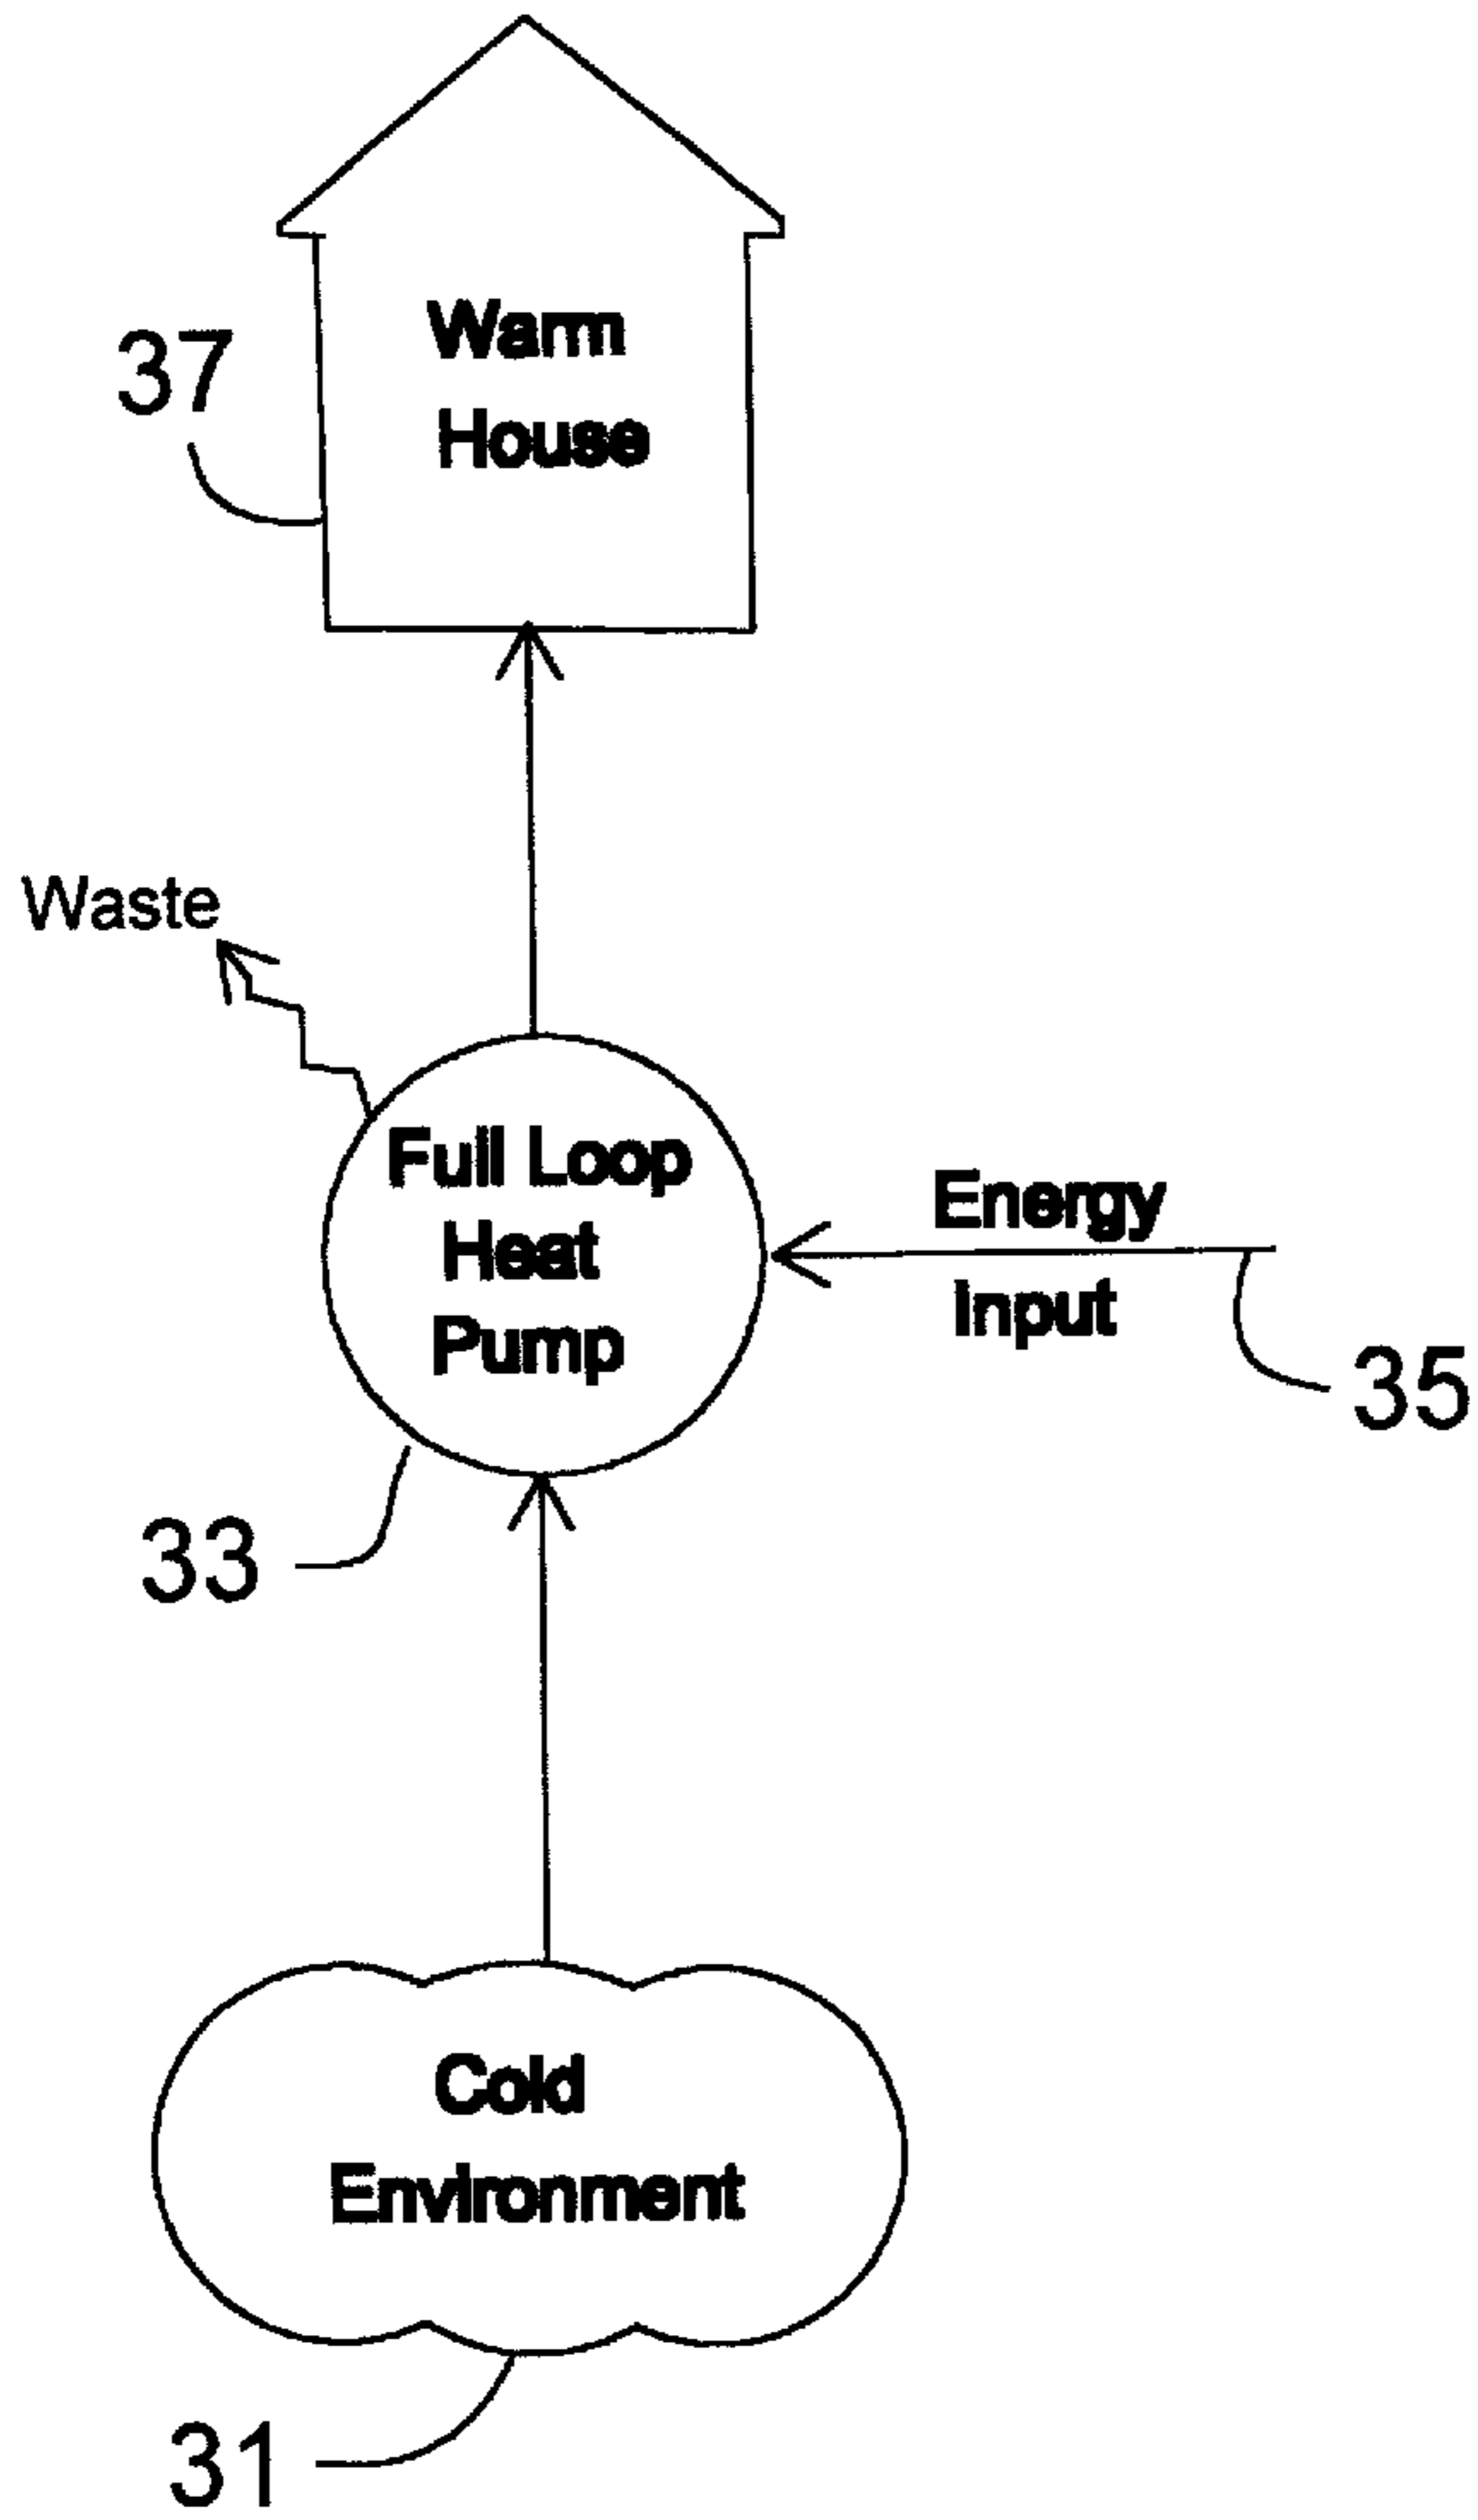 Warm
House
37
Waste
Full Loop
Heat
Pump
Energy
Input
35
33
Cold
Environment
31